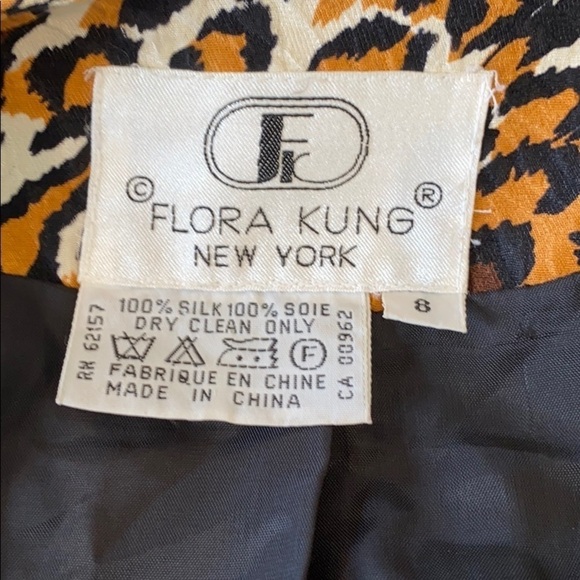 Fr
© FLORA KUNG ®
NEW YORK
8
100% SILK 100% SOIE
DRY CLEAN ONLY
F
FABRIQUE EN CHINE
MADE IN CHINA
RN 62157
CA 00962